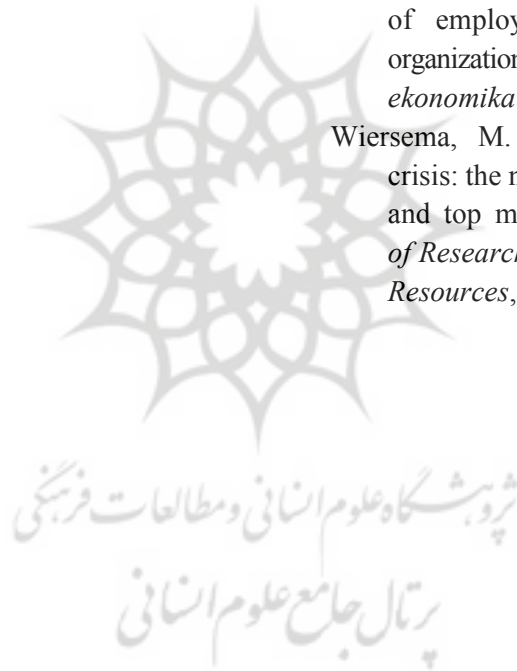 of employ
organization
ekonomika
Wiersema, M.
crisis: the n
and top m
of Research
Resources,
پژوهشگاه علوم انسانی و مطالعات فرهنگی
پرتال جامع علوم انسانی